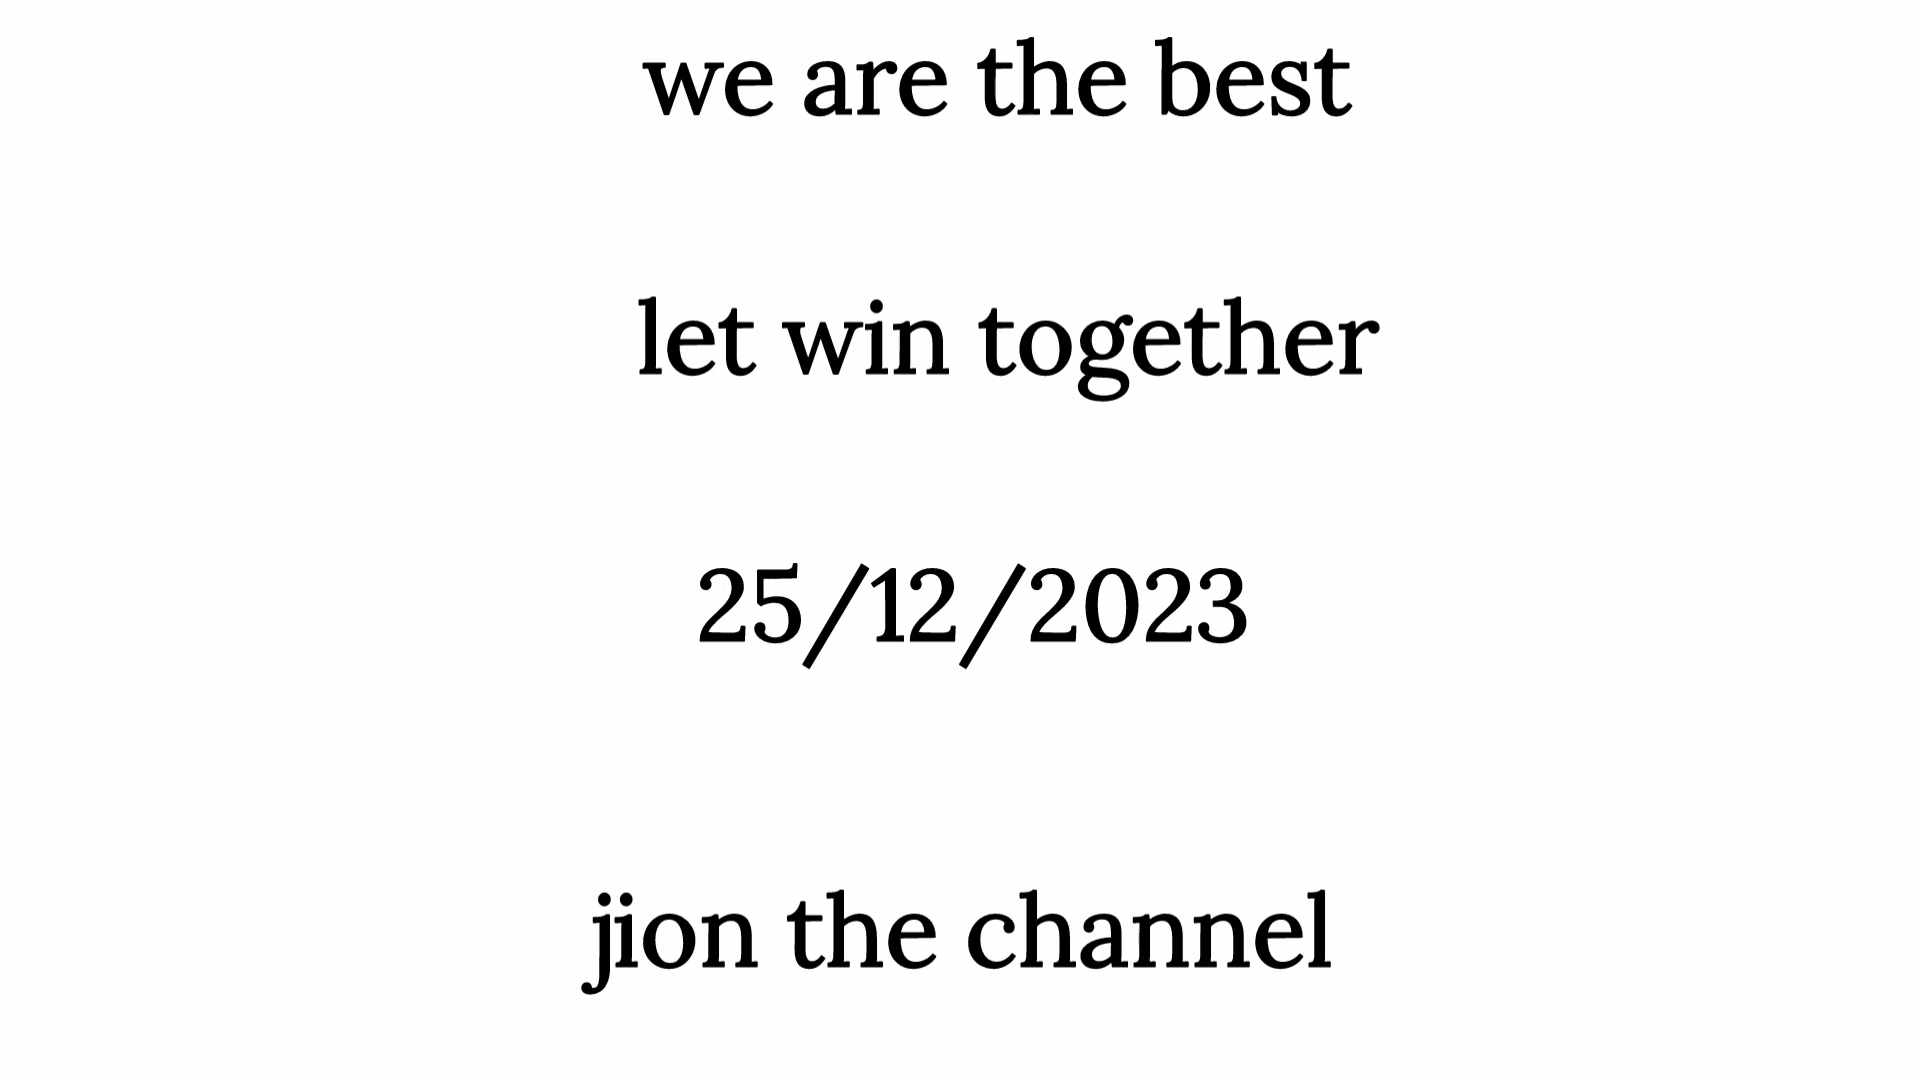 we are the best
let win together
25/12/2023
jion the channel